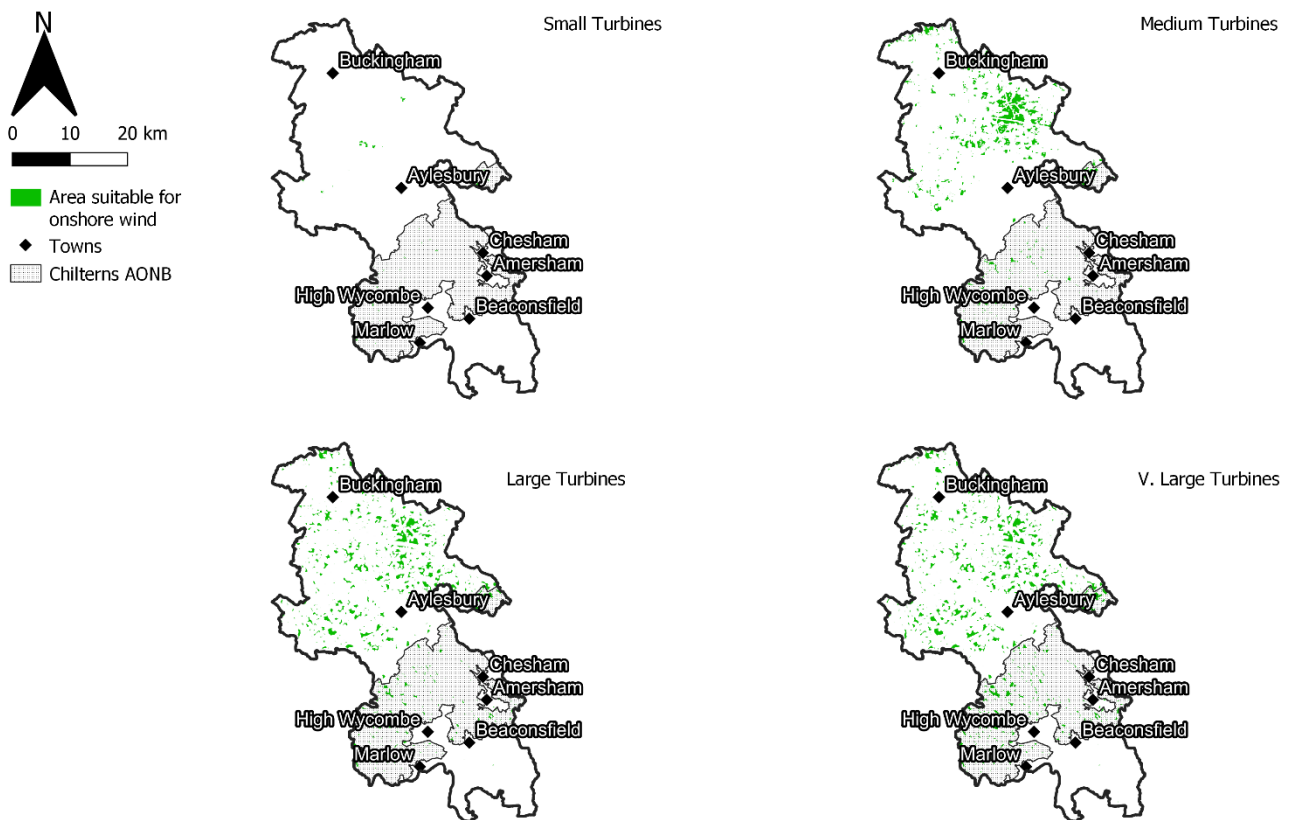 N
0 10 20 km
Area suitable for
onshore wind
Towns
Chilterns AONB
Small Turbines
Buckingham
Aylesbury
Chesham
Amersham
High Wycombe
Beaconsfield
Marlow
Medium Turbines
Buckingham
Aylesbury
Chesham
Amersham
High Wycombe
Beaconsfield
Marlow
Large Turbines
Buckingham
Aylesbury
Chesham
Amersham
High Wycombe
Beaconsfield
Marlow
V. Large Turbines
Buckingham
Aylesbury
Chesham
Amersham
High Wycombe
Beaconsfield
Marlow